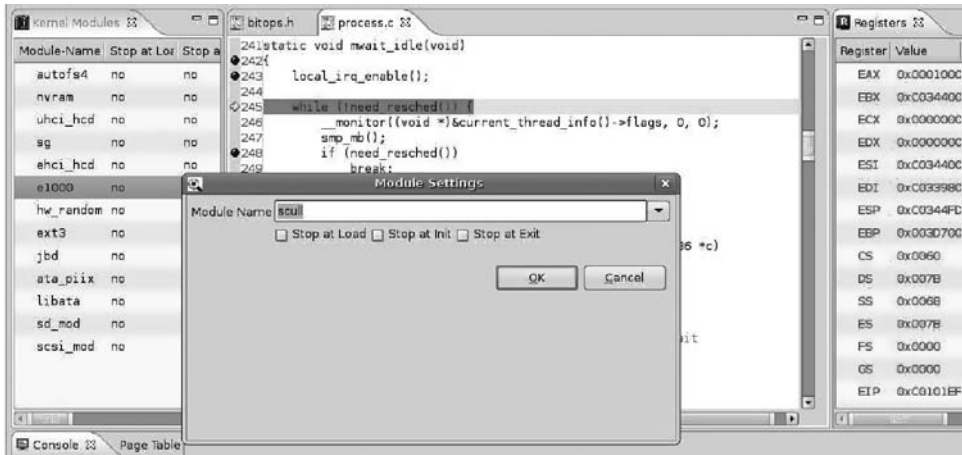 Kernel Modules
Module-Name Stop at Loa Stop a
autofs4 no no
nvram no no
uhci_hcd no no
sg no no
ehci_hcd no no
e1000 no
hw_random no
ext3 no
jbd no
ata_piix no
libata no
sd_mod no
scsi_mod no
bitops.h process.c
241 static void mwait_idle(void)
242 {
243 local_irq_enable();
244
245 while (!need_resched()) {
246 __monitor((void *)&current_thread_info()->flags, 0, 0);
247 smp_mb();
248 if (need_resched())
249 break;
86 *c)
ait
Module Settings
Module Name scull
Stop at Load Stop at Init Stop at Exit
OK Cancel
Registers
Register Value
EAX 0x0001000
EBX 0xC034400
ECX 0x0000000
EDX 0x0000000
ESI 0xC034400
EDI 0xC033980
ESP 0xC0344FD
EBP 0x003D700
CS 0x0060
DS 0x007B
SS 0x0068
ES 0x007B
FS 0x0000
GS 0x0000
EIP 0xC0101EF
Console Page Table